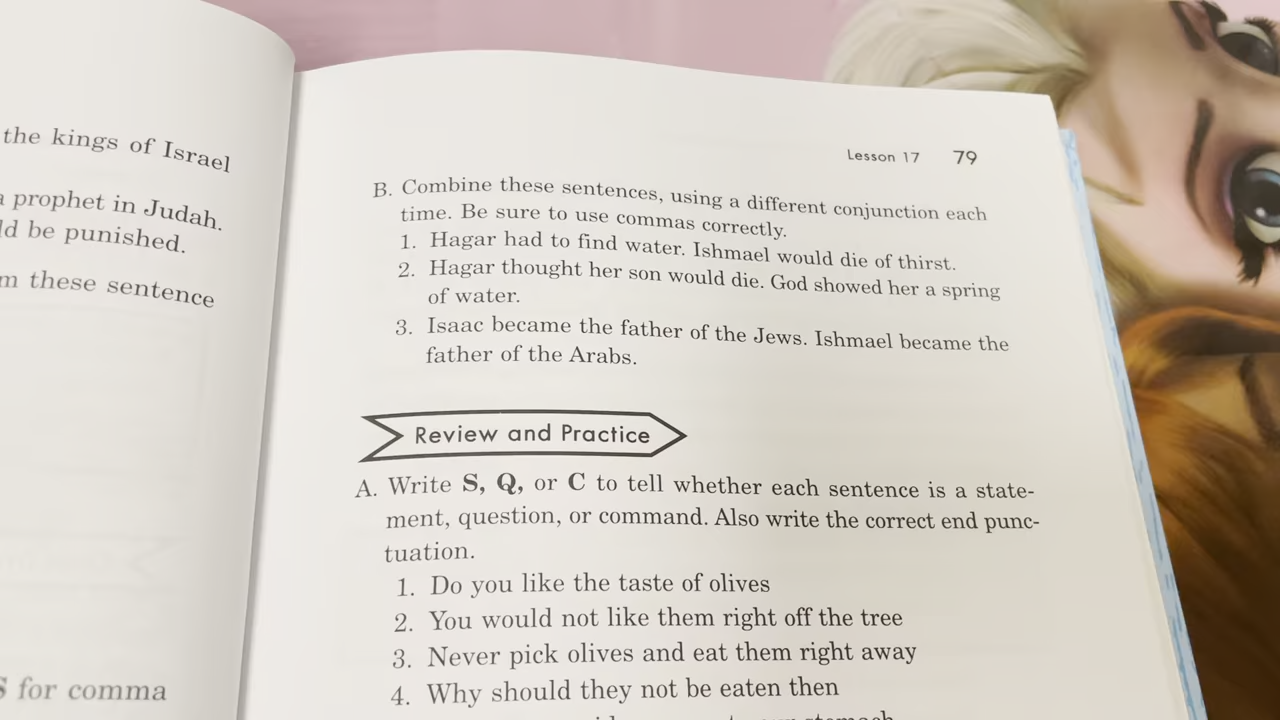 the kings of Israel
a prophet in Judah.
ld be punished.
m these sentence
S for comma
Lesson 17 79
B. Combine these sentences, using a different conjunction each
time. Be sure to use commas correctly.
1. Hagar had to find water. Ishmael would die of thirst.
2. Hagar thought her son would die. God showed her a spring
of water.
3. Isaac became the father of the Jews. Ishmael became the
father of the Arabs.
Review and Practice
A. Write S, Q, or C to tell whether each sentence is a state-
ment, question, or command. Also write the correct end punc-
tuation.
1. Do you like the taste of olives
2. You would not like them right off the tree
3. Never pick olives and eat them right away
4. Why should they not be eaten then
stomach